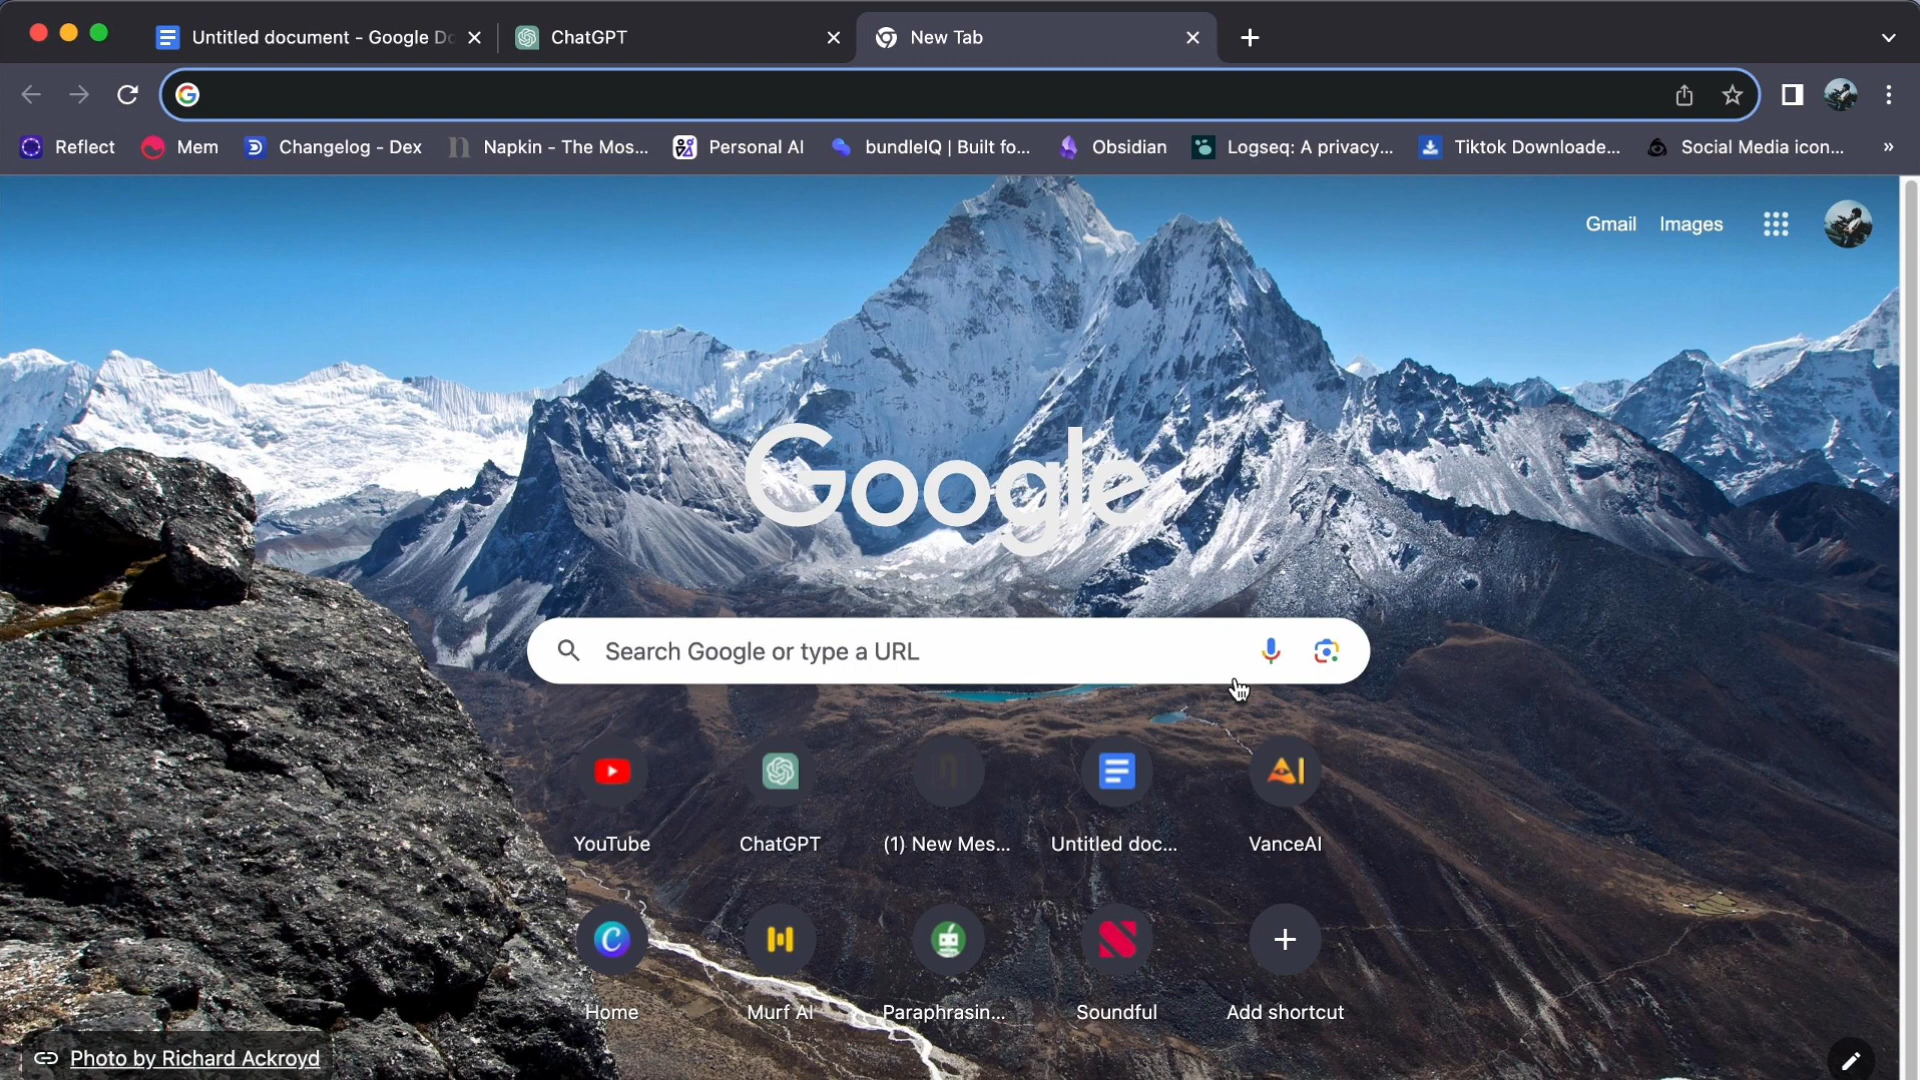 Untitled document - Google Do
ChatGPT
New Tab
Reflect
Mem
Changelog - Dex
Napkin - The Mos...
Personal AI
bundleIQ | Built fo...
Obsidian
Logseq: A privacy...
Tiktok Downloade...
Social Media icon...
»
Gmail
Images
Google
Search Google or type a URL
YouTube
ChatGPT
(1) New Mes...
Untitled doc...
AI
VanceAI
Home
Murf AI
Paraphrasin...
Soundful
Add shortcut
Photo by Richard Ackroyd